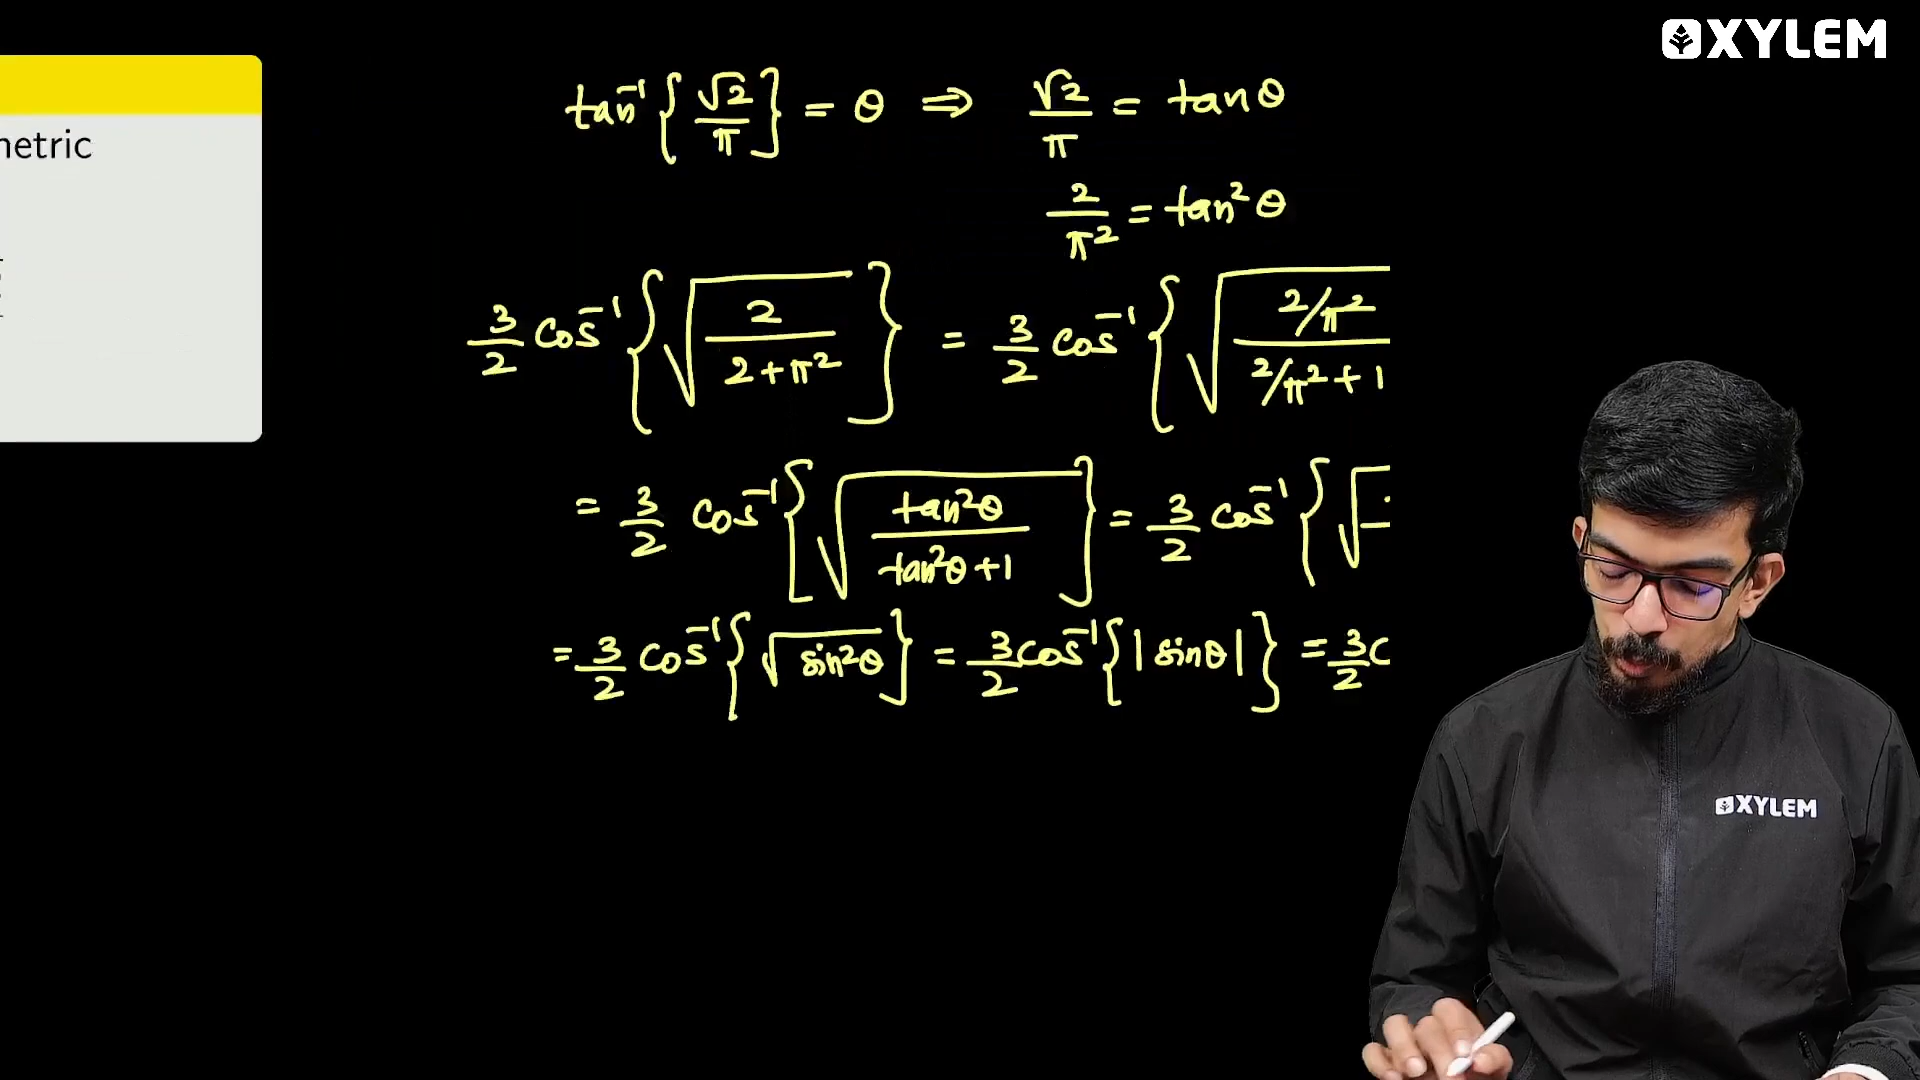 XYLEM
netric
tan⁻¹{√2/π} = θ ⇒ √2/π = tanθ
2/π² = tan²θ
3/2 cos⁻¹{√(2/(2+π²))} = 3/2 cos⁻¹{√((2/π²)/(2/π²+1
= 3/2 cos⁻¹{√(tan²θ/(tan²θ+1))} = 3/2 cos⁻¹{√
= 3/2 cos⁻¹{√sin²θ} = 3/2 cos⁻¹{|sinθ|} = 3/2 c
XYLEM